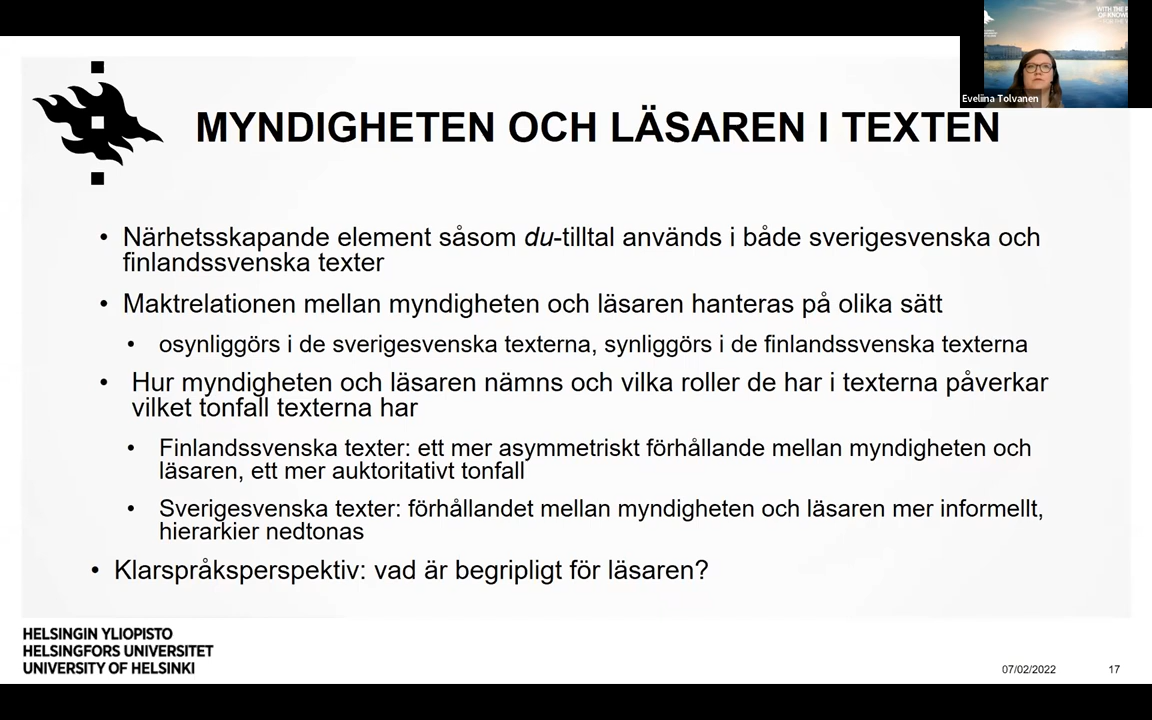 WITH THE P
OF KNOW
Eveliina Tolvanen
MYNDIGHETEN OCH LÄSAREN I TEXTEN
• Närhetsskapande element såsom du-tilltal används i både sverigesvenska och
finlandssvenska texter
• Maktrelationen mellan myndigheten och läsaren hanteras på olika sätt
• osynliggörs i de sverigesvenska texterna, synliggörs i de finlandssvenska texterna
• Hur myndigheten och läsaren nämns och vilka roller de har i texterna påverkar
vilket tonfall texterna har
• Finlandssvenska texter: ett mer asymmetriskt förhållande mellan myndigheten och
läsaren, ett mer auktoritativt tonfall
• Sverigesvenska texter: förhållandet mellan myndigheten och läsaren mer informellt,
hierarkier nedtonas
• Klarspråksperspektiv: vad är begripligt för läsaren?
HELSINGIN YLIOPISTO
HELSINGFORS UNIVERSITET
UNIVERSITY OF HELSINKI
07/02/2022
17